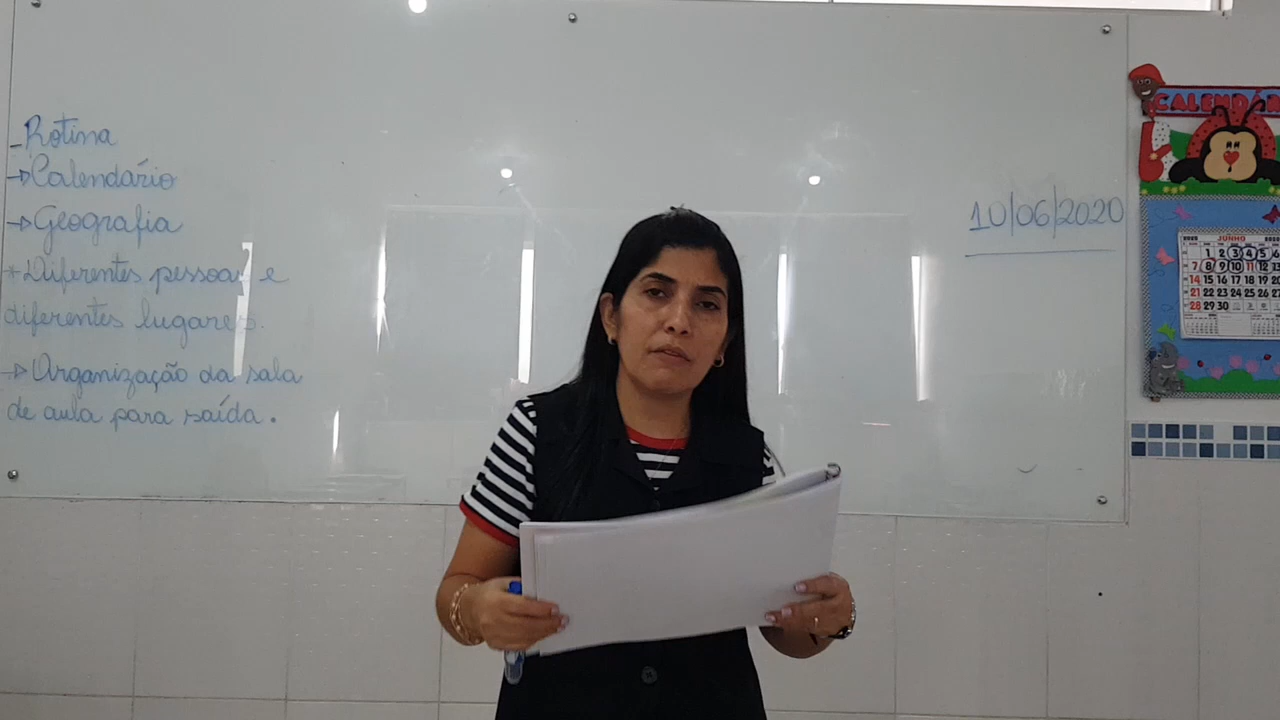 - Rotina
→ Calendário
→ Geografia
* Diferentes pessoas e
diferentes lugares.
→ Organização da sala
de aula para saída.
10/06/2020
CALENDÁR
JUNHO
1 2 3 4 5 6
7 8 9 10 11 12 13
14 15 16 17 18 19 20
21 22 23 24 25 26 27
28 29 30